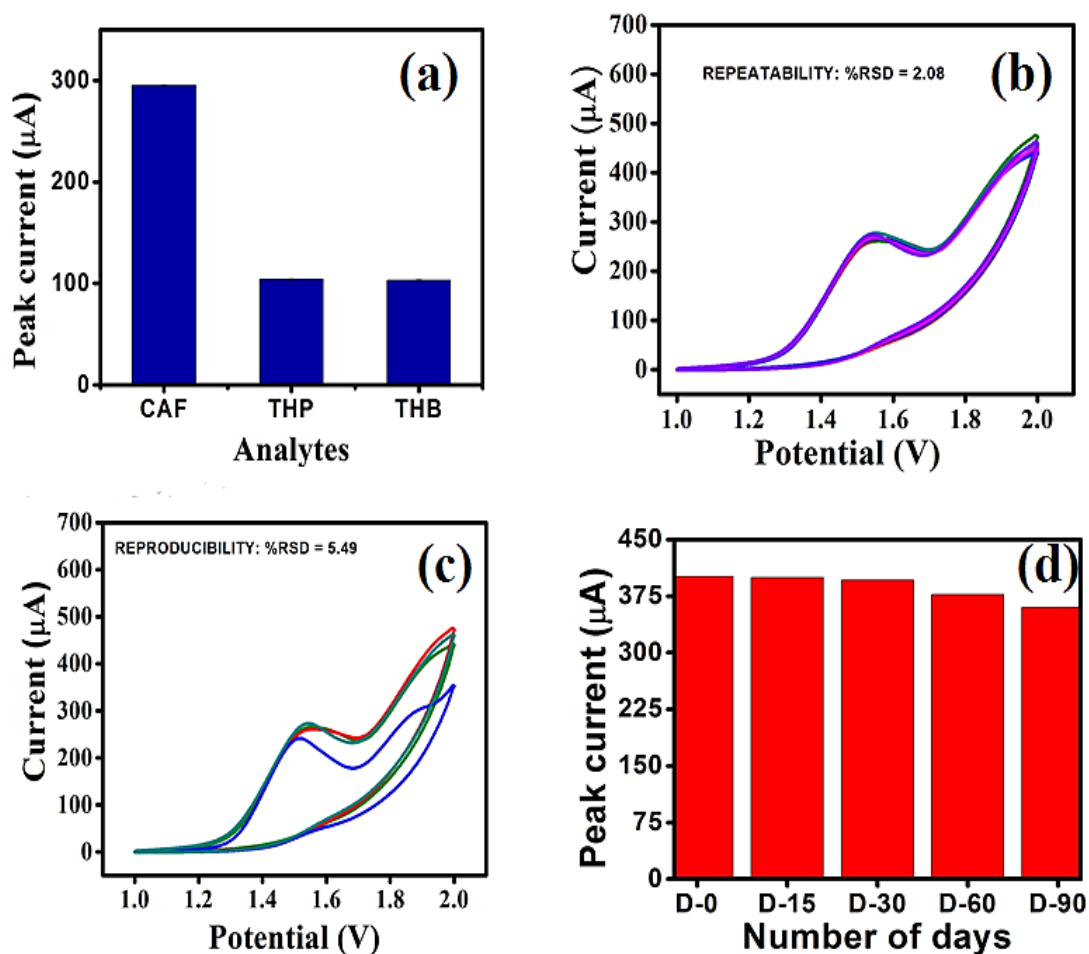 (a)
Peak current (µA)
300
200
100
0
CAF THP THB
Analytes
(b)
REPEATABILITY: %RSD = 2.08
Current (µA)
700
600
500
400
300
200
100
0
1.0 1.2 1.4 1.6 1.8 2.0
Potential (V)
(c)
REPRODUCIBILITY: %RSD = 5.49
Current (µA)
700
600
500
400
300
200
100
0
1.0 1.2 1.4 1.6 1.8 2.0
Potential (V)
(d)
Peak current (µA)
450
375
300
225
150
75
0
D-0 D-15 D-30 D-60 D-90
Number of days